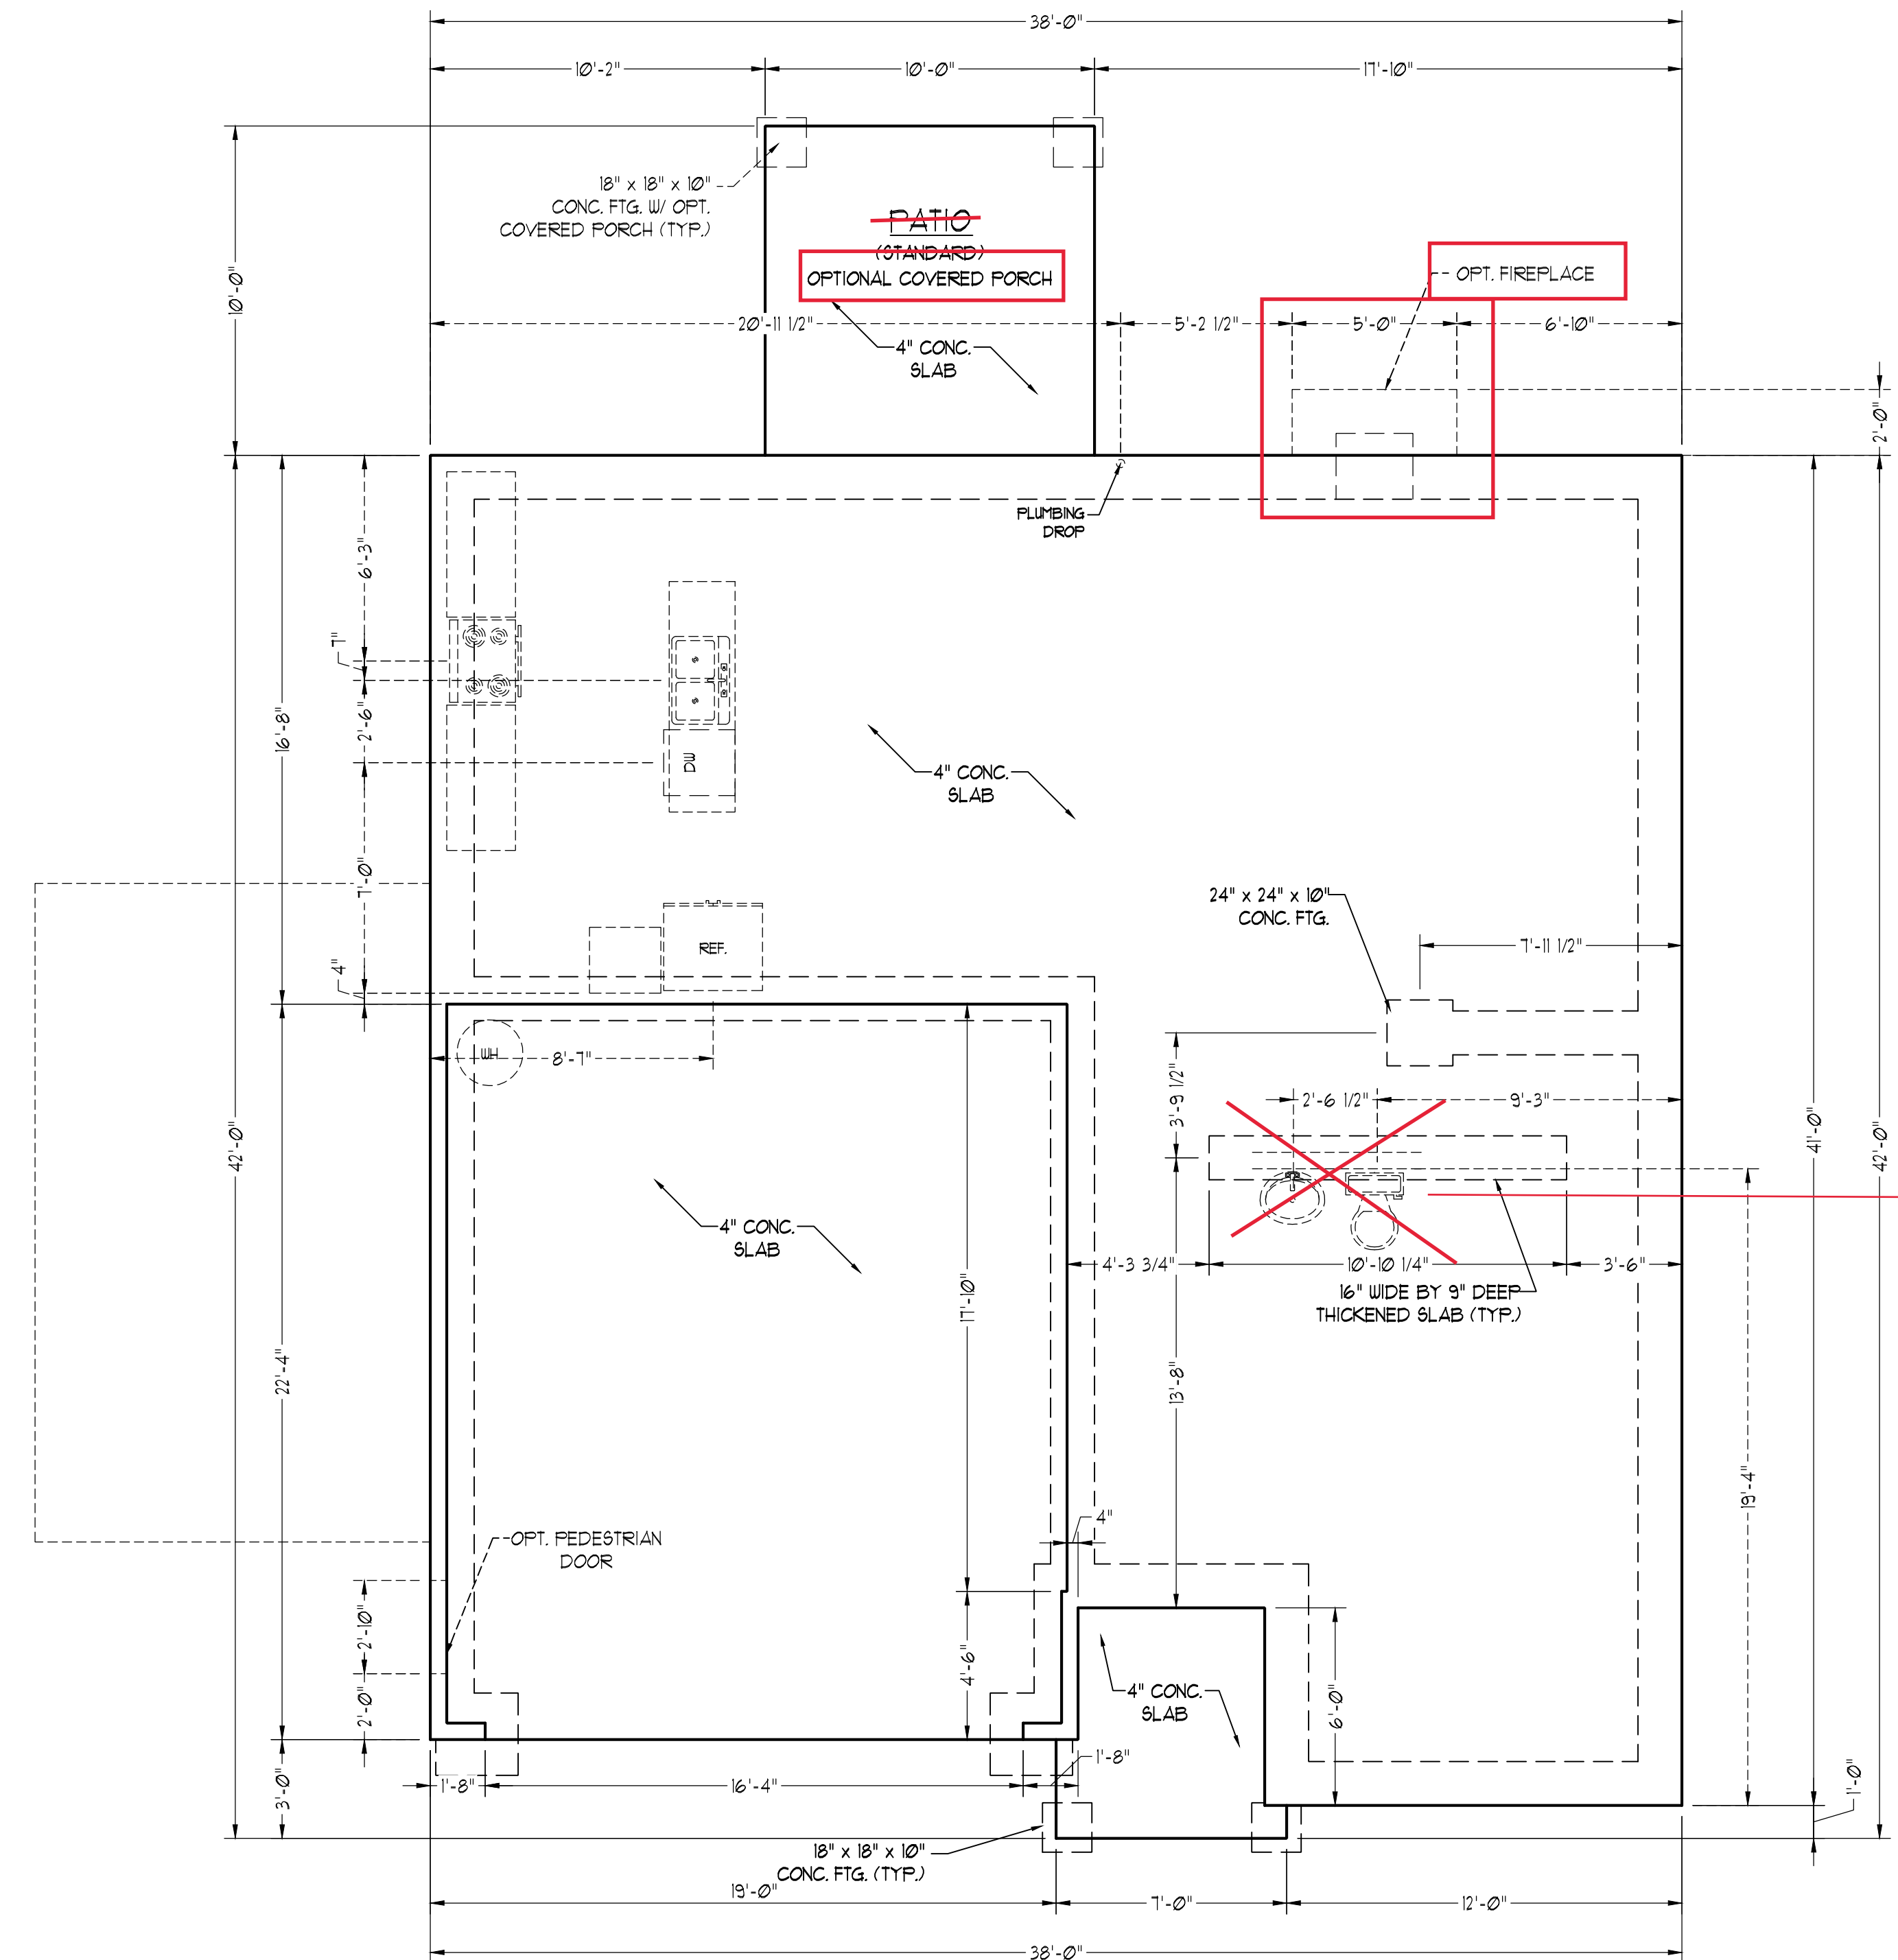 38'-0"
10'-2"
10'-0"
17'-10"
18" x 18" x 10"
CONC. FTG. W/ OPT.
COVERED PORCH (TYP.)
PATIO
(STANDARD)
OPTIONAL COVERED PORCH
OPT. FIREPLACE
10'-0"
20'-11 1/2"
5'-2 1/2"
5'-0"
6'-10"
4" CONC.
SLAB
2'-0"
PLUMBING
DROP
6'-3"
7"
16'-8"
2'-6"
DW
4" CONC.
SLAB
7'-0"
24" x 24" x 10"
CONC. FTG.
REF.
7'-11 1/2"
4"
WH
8'-7"
3'-9 1/2"
2'-6 1/2"
9'-3"
42'-0"
41'-0"
42'-0"
4" CONC.
SLAB
4'-3 3/4"
10'-10 1/4"
3'-6"
16" WIDE BY 9" DEEP
THICKENED SLAB (TYP.)
17'-10"
22'-4"
13'-8"
19'-4"
4"
OPT. PEDESTRIAN
DOOR
2'-10"
4'-6"
4" CONC.
SLAB
6'-0"
2'-0"
1'-8"
16'-4"
1'-8"
3'-0"
1'-0"
18" x 18" x 10"
CONC. FTG. (TYP.)
19'-0"
7'-0"
12'-0"
38'-0"